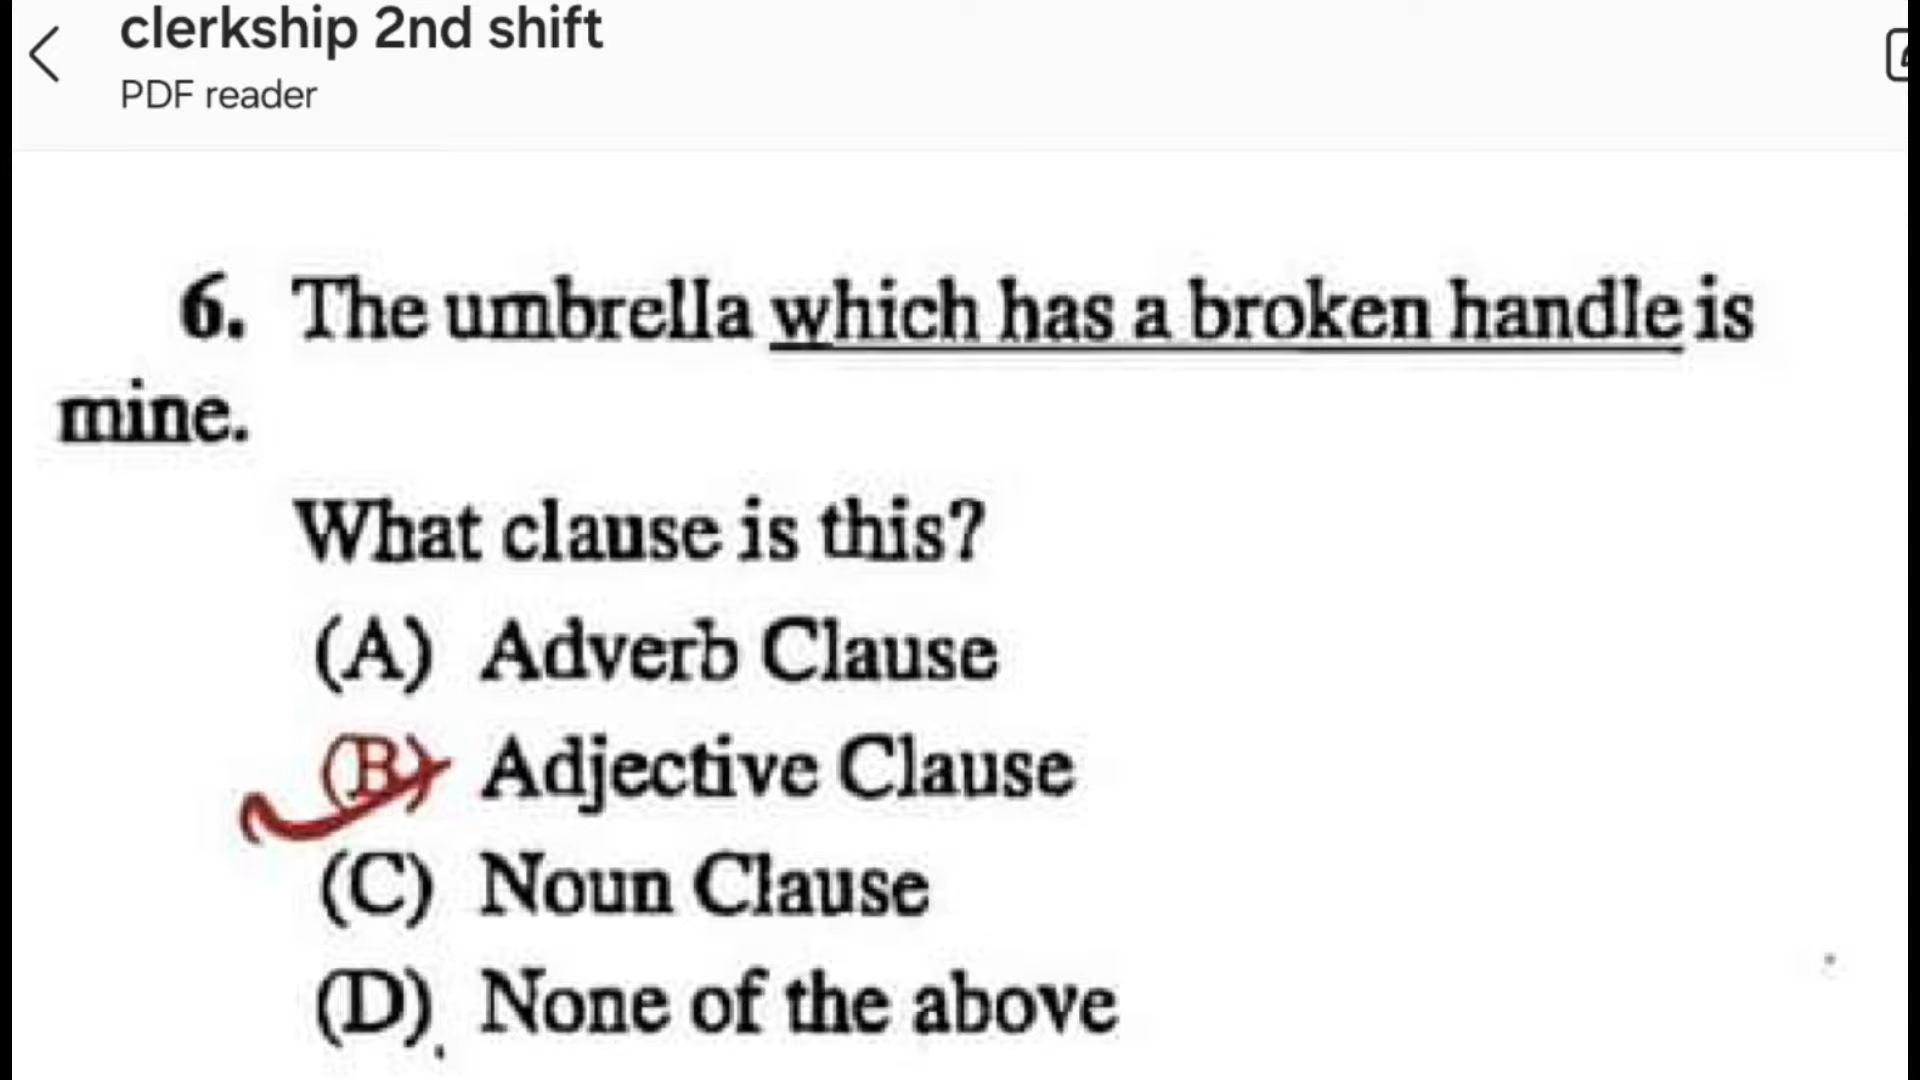 clerkship 2nd shift
PDF reader
6. The umbrella which has a broken handle is
mine.
What clause is this?
(A) Adverb Clause
(B) Adjective Clause
(C) Noun Clause
(D) None of the above